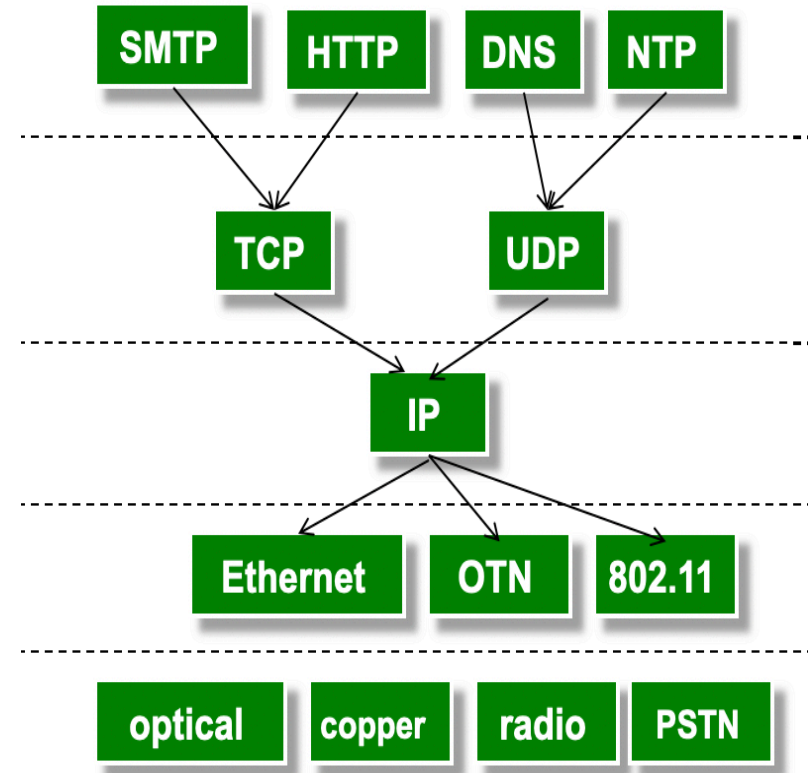 SMTP
HTTP
DNS
NTP
TCP
UDP
IP
Ethernet
OTN
802.11
optical
copper
radio
PSTN